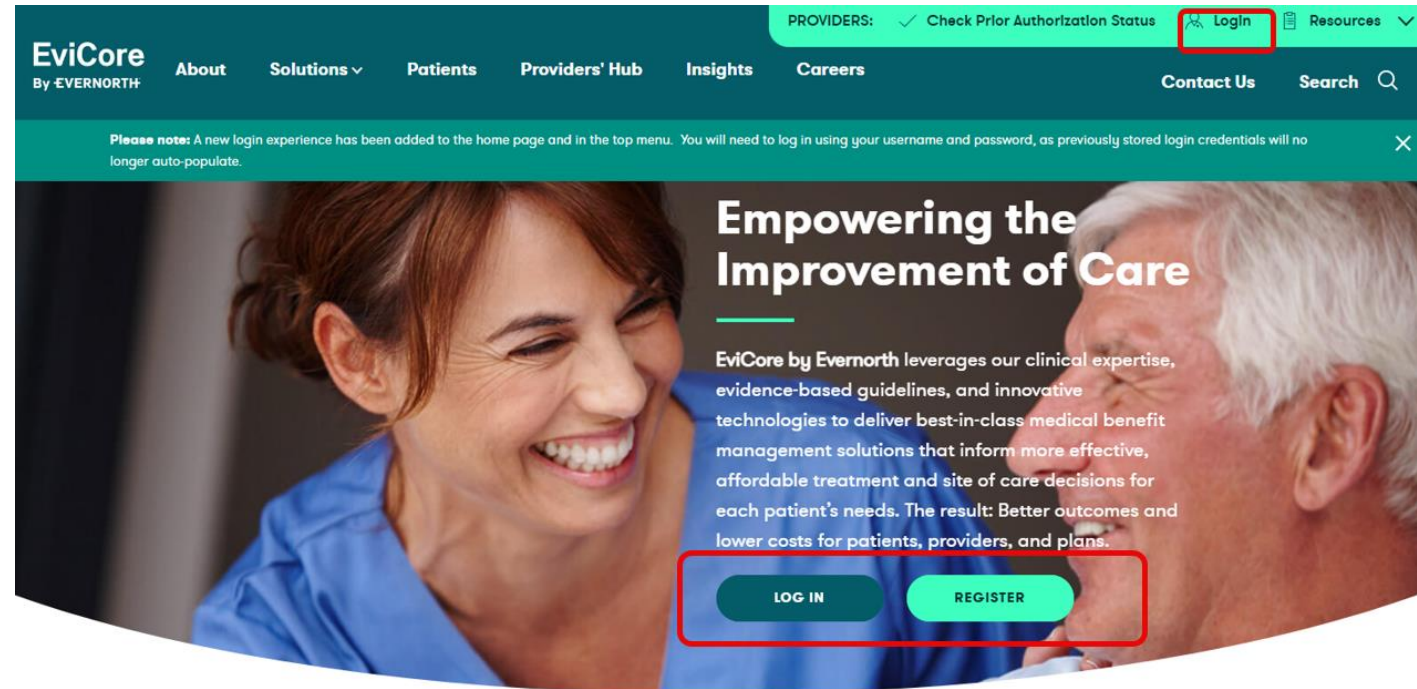 PROVIDERS: Check Prior Authorization Status Login Resources
EviCore
By EVERNORTH
About Solutions Patients Providers' Hub Insights Careers
Contact Us Search
Please note: A new login experience has been added to the home page and in the top menu. You will need to log in using your username and password, as previously stored login credentials will no
longer auto-populate.
Empowering the
Improvement of Care
EviCore by Evernorth leverages our clinical expertise,
evidence-based guidelines, and innovative
technologies to deliver best-in-class medical benefit
management solutions that inform more effective,
affordable treatment and site of care decisions for
each patient's needs. The result: Better outcomes and
lower costs for patients, providers, and plans.
LOG IN REGISTER